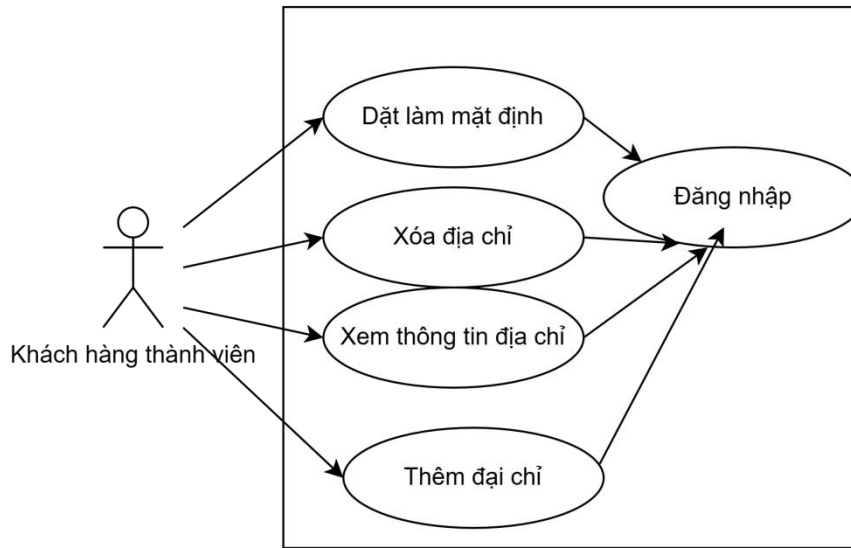 Dặt làm mặt định
Đăng nhập
Xóa địa chỉ
Xem thông tin địa chỉ
Khách hàng thành viên
Thêm đại chỉ